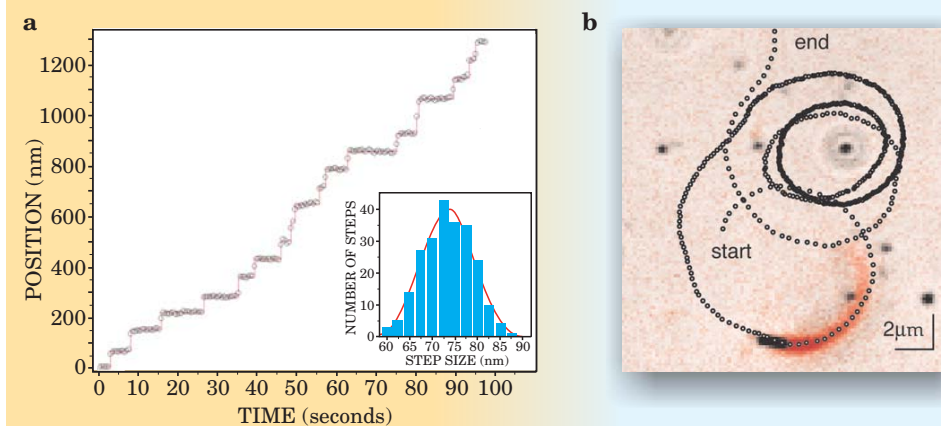 a
POSITION (nm)
1200
1000
800
600
400
200
0
0 10 20 30 40 50 60 70 80 90 100
TIME (seconds)
NUMBER OF STEPS
40
30
20
10
0
60 65 70 75 80 85 90
STEP SIZE (nm)
b
end
start
2μm